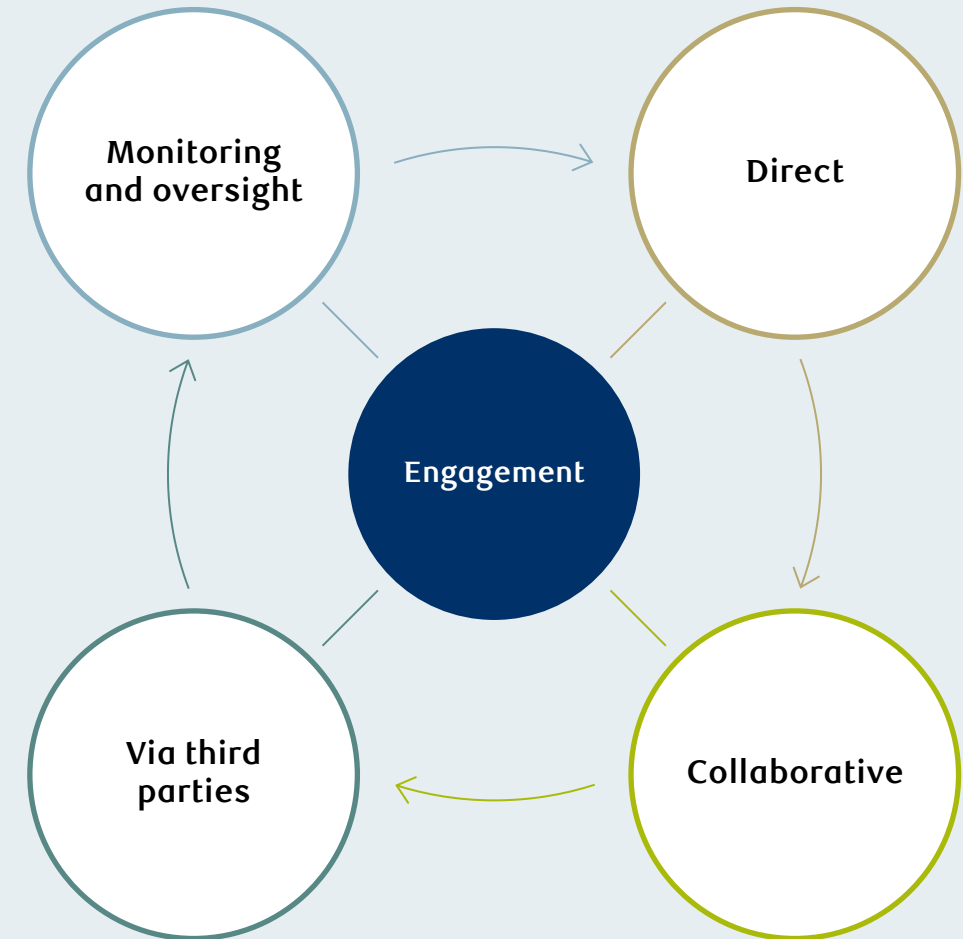 Monitoring
and oversight
Direct
Engagement
Via third
parties
Collaborative